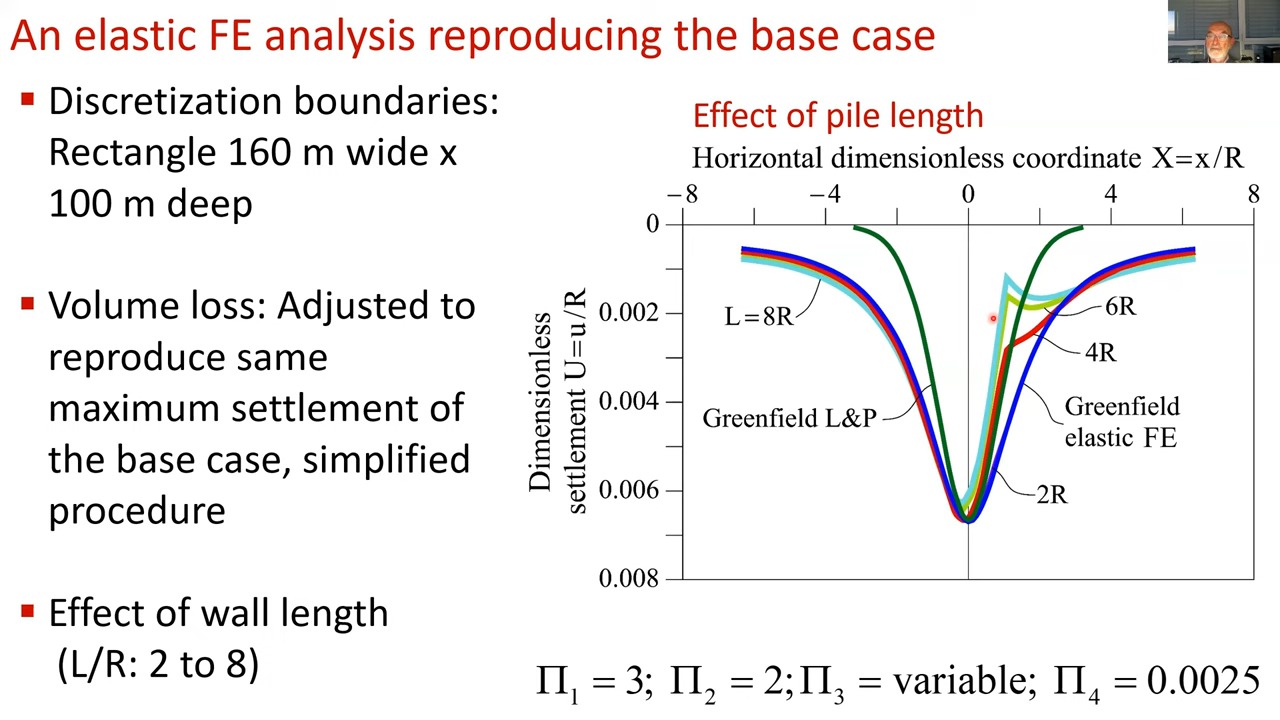 An elastic FE analysis reproducing the base case
▪ Discretization boundaries:
Rectangle 160 m wide x
100 m deep
▪ Volume loss: Adjusted to
reproduce same
maximum settlement of
the base case, simplified
procedure
▪ Effect of wall length
(L/R: 2 to 8)
Effect of pile length
Horizontal dimensionless coordinate X=x/R
−8 −4 0 4 8
0
0.002
0.004
0.006
0.008
Dimensionless
settlement U=u/R
L=8R
Greenfield L&P
6R
4R
Greenfield
elastic FE
2R
Π₁ = 3; Π₂ = 2; Π₃ = variable; Π₄ = 0.0025